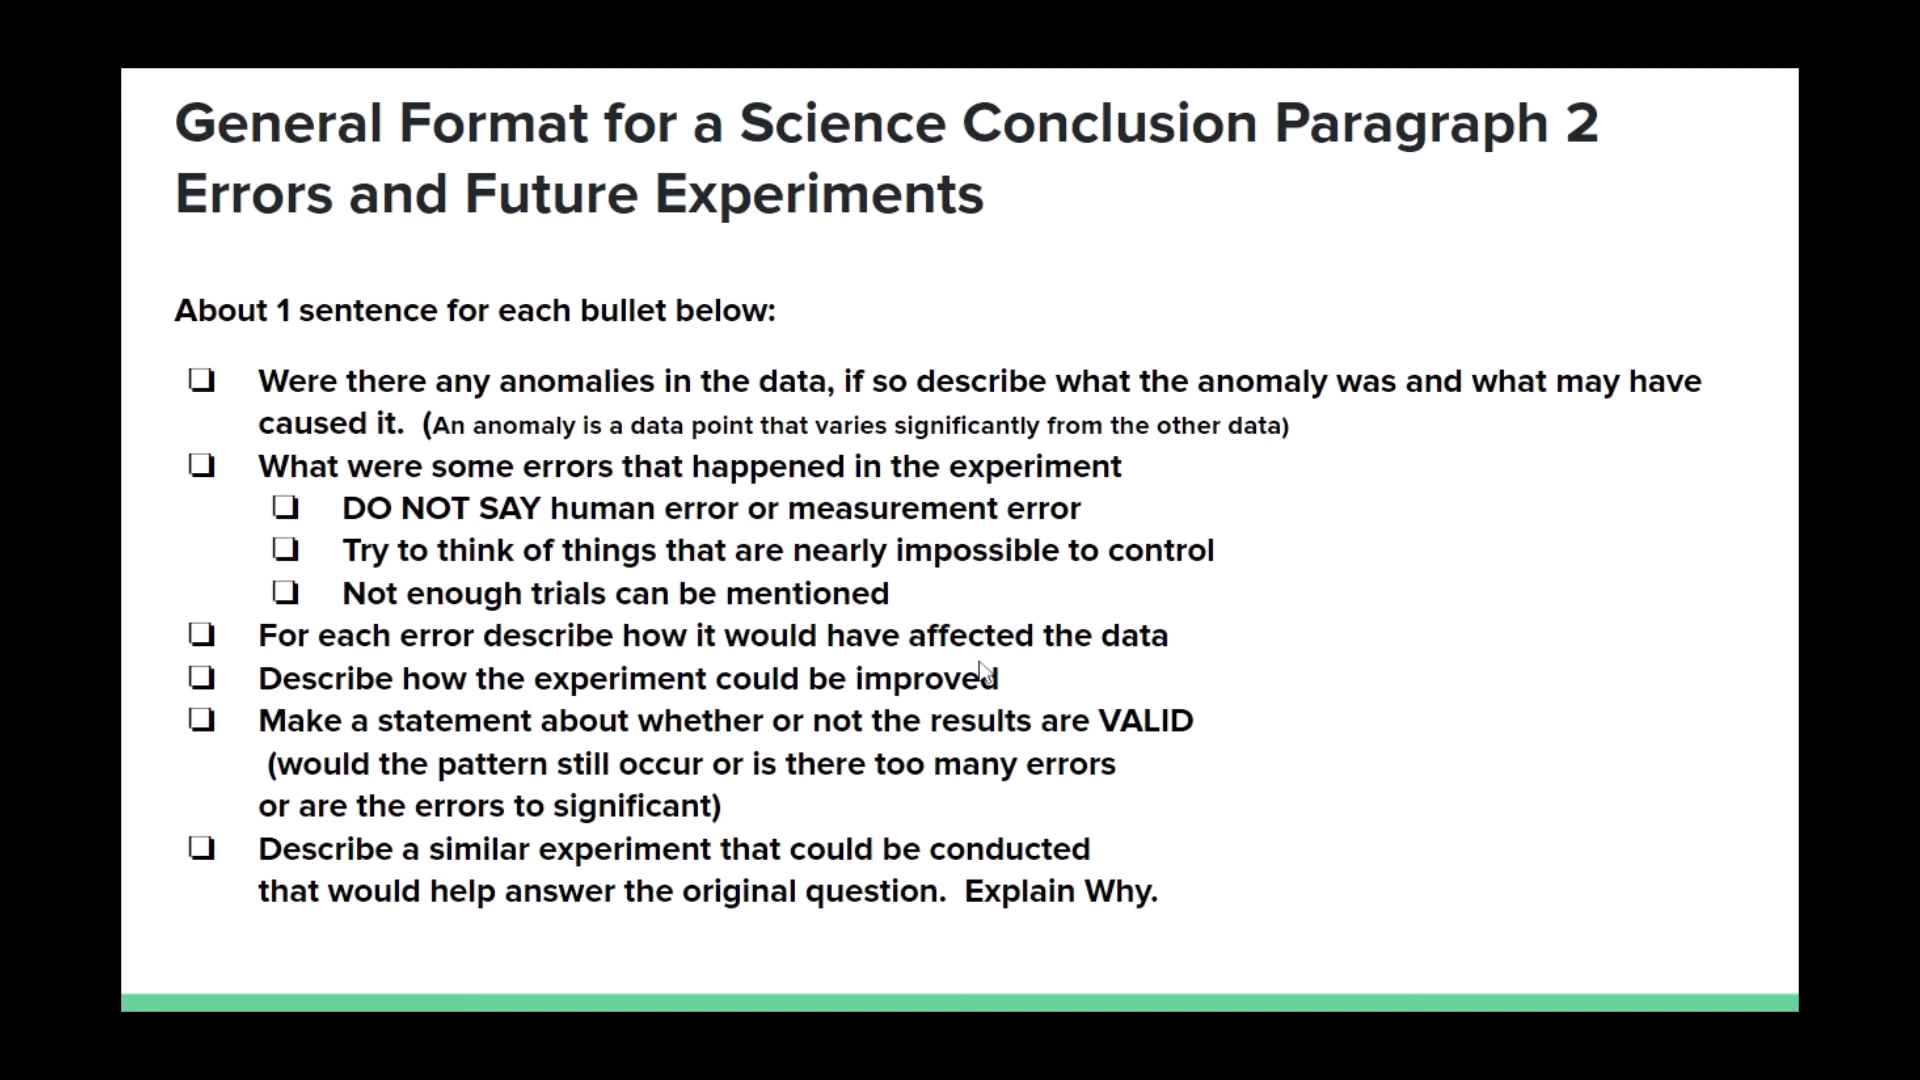 General Format for a Science Conclusion Paragraph 2
Errors and Future Experiments
About 1 sentence for each bullet below:
❏ Were there any anomalies in the data, if so describe what the anomaly was and what may have
caused it.  (An anomaly is a data point that varies significantly from the other data)
❏ What were some errors that happened in the experiment
❏ DO NOT SAY human error or measurement error
❏ Try to think of things that are nearly impossible to control
❏ Not enough trials can be mentioned
❏ For each error describe how it would have affected the data
❏ Describe how the experiment could be improved
❏ Make a statement about whether or not the results are VALID
(would the pattern still occur or is there too many errors
or are the errors to significant)
❏ Describe a similar experiment that could be conducted
that would help answer the original question.  Explain Why.